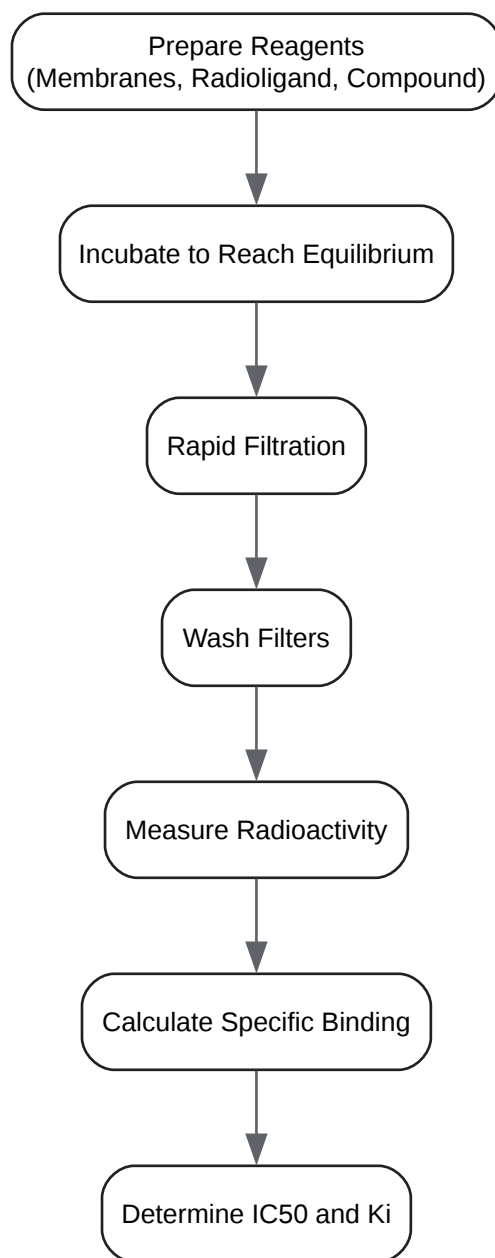 Prepare Reagents
(Membranes, Radioligand, Compound)
Incubate to Reach Equilibrium
Rapid Filtration
Wash Filters
Measure Radioactivity
Calculate Specific Binding
Determine IC50 and Ki